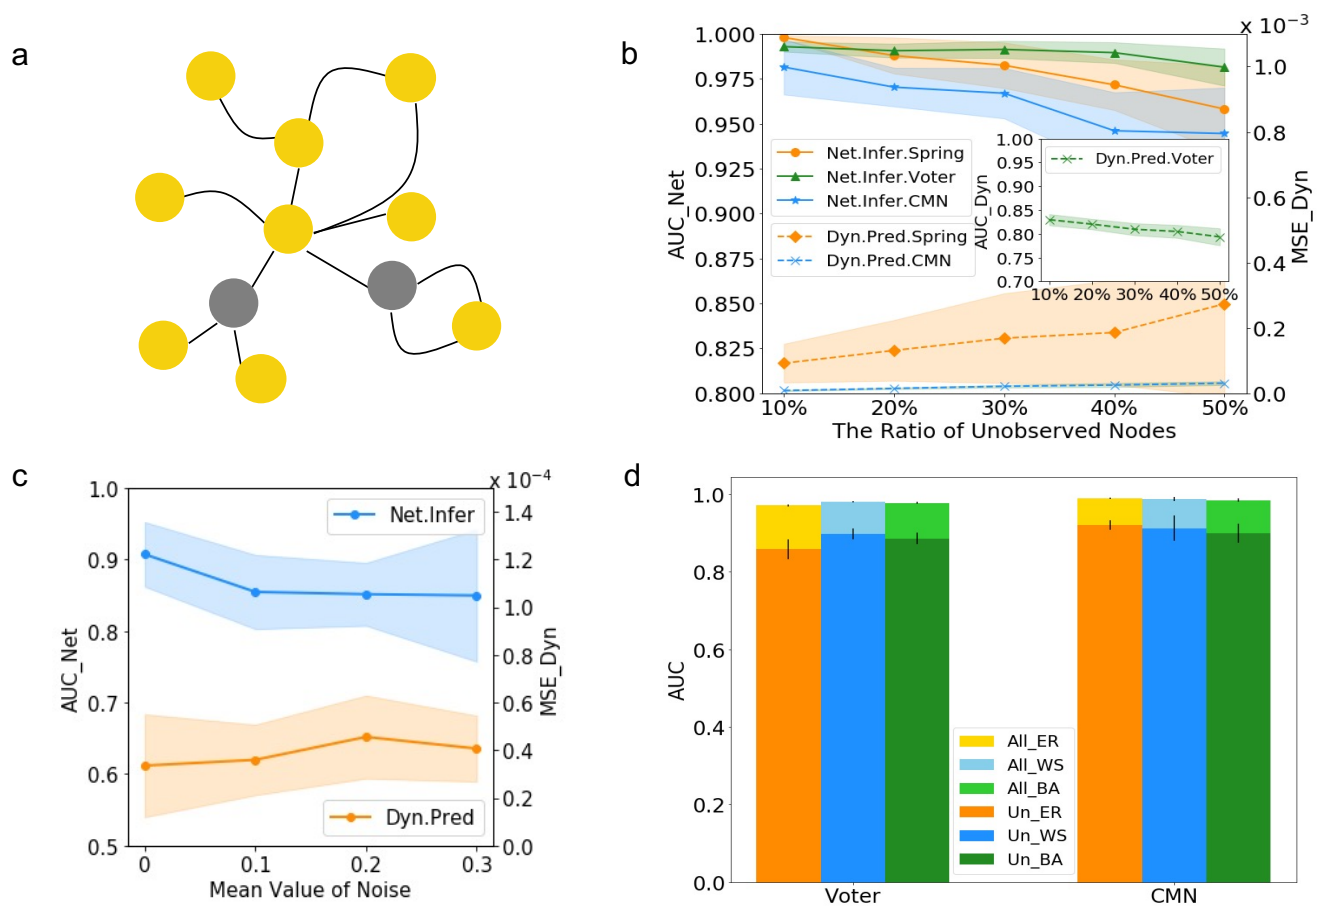 a
b
x 10⁻³
1.000
0.975
0.950
0.925
0.900
0.875
0.850
0.825
0.800
AUC_Net
Net.Infer.Spring
Net.Infer.Voter
Net.Infer.CMN
Dyn.Pred.Spring
Dyn.Pred.CMN
AUC_Dyn
1.00
0.95
0.90
0.85
0.80
0.75
0.70
Dyn.Pred.Voter
10% 20% 30% 40% 50%
1.0
0.8
0.6
0.4
0.2
0.0
MSE_Dyn
10% 20% 30% 40% 50%
The Ratio of Unobserved Nodes
c
x 10⁻⁴
1.0
0.9
0.8
0.7
0.6
0.5
AUC_Net
Net.Infer
Dyn.Pred
1.4
1.2
1.0
0.8
0.6
0.4
0.2
0.0
MSE_Dyn
0 0.1 0.2 0.3
Mean Value of Noise
d
1.0
0.8
0.6
0.4
0.2
0.0
AUC
All_ER
All_WS
All_BA
Un_ER
Un_WS
Un_BA
Voter CMN